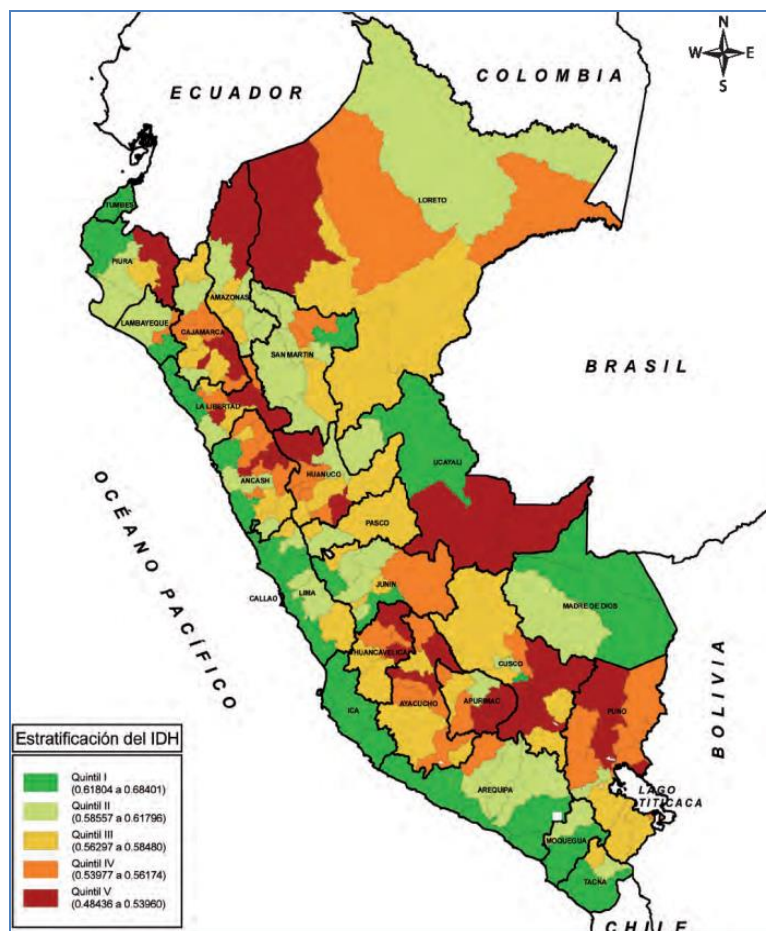 N
W E
S
COLOMBIA
ECUADOR
LORETO
TUMBES
PIURA
AMAZONAS
LAMBAYEQUE
CAJAMARCA
SAN MARTIN
BRASIL
LA LIBERTAD
UCAYALI
HUANUCO
ANCASH
OCÉANO PACÍFICO
PASCO
JUNIN
LIMA
CALLAO
MADRE DE DIOS
HUANCAVELICA
CUSCO
BOLIVIA
ICA
AYACUCHO
APURIMAC
PUNO
Estratificación del IDH
AREQUIPA
LAGO
TITICACA
Quintil I
(0.61804 a 0.68401)
Quintil II
(0.58557 a 0.61796)
Quintil III
(0.56297 a 0.58480)
Quintil IV
(0.53977 a 0.56174)
Quintil V
(0.48436 a 0.53960)
MOQUEGUA
TACNA
CHILE